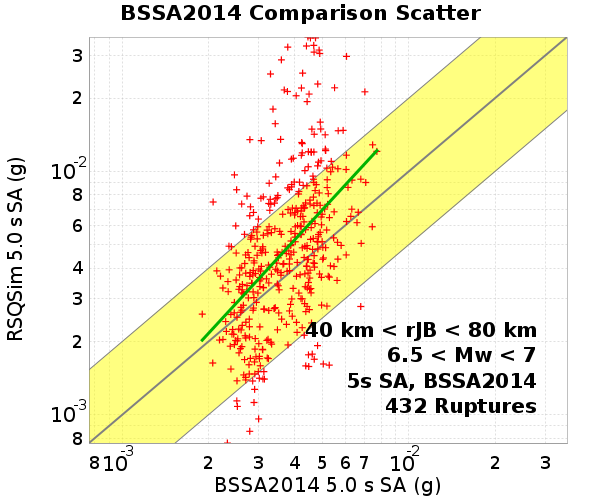 BSSA2014 Comparison Scatter
RSQSim 5.0 s SA (g)
3
2
10-2
8
6
4
3
2
10-3
8
40 km < rJB < 80 km
6.5 < Mw < 7
5s SA, BSSA2014
432 Ruptures
8 10-3 2 3 4 5 6 7 10-2 2 3
BSSA2014 5.0 s SA (g)